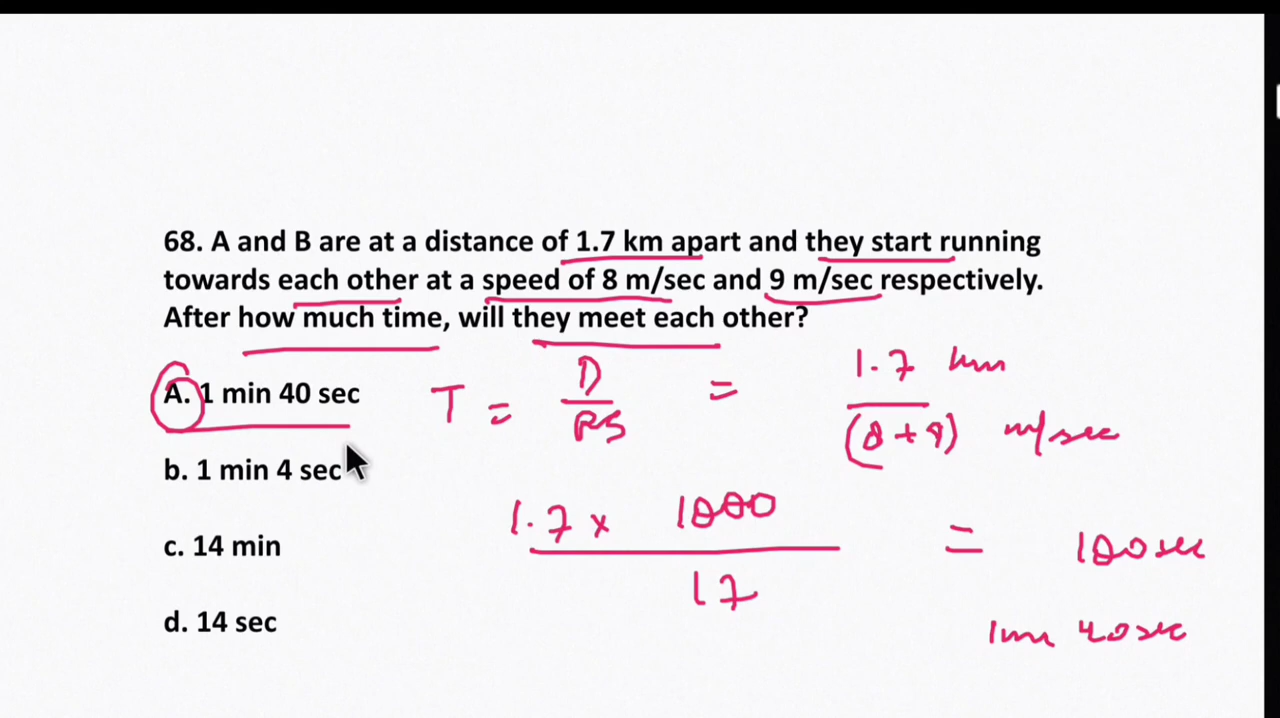 68. A and B are at a distance of 1.7 km apart and they start running
towards each other at a speed of 8 m/sec and 9 m/sec respectively.
After how much time, will they meet each other?
A. 1 min 40 sec
T = D/RS = 1.7 km/(8+9) m/sec
b. 1 min 4 sec
1.7 x 1000/17 = 100 sec
c. 14 min
1 min 40 sec
d. 14 sec